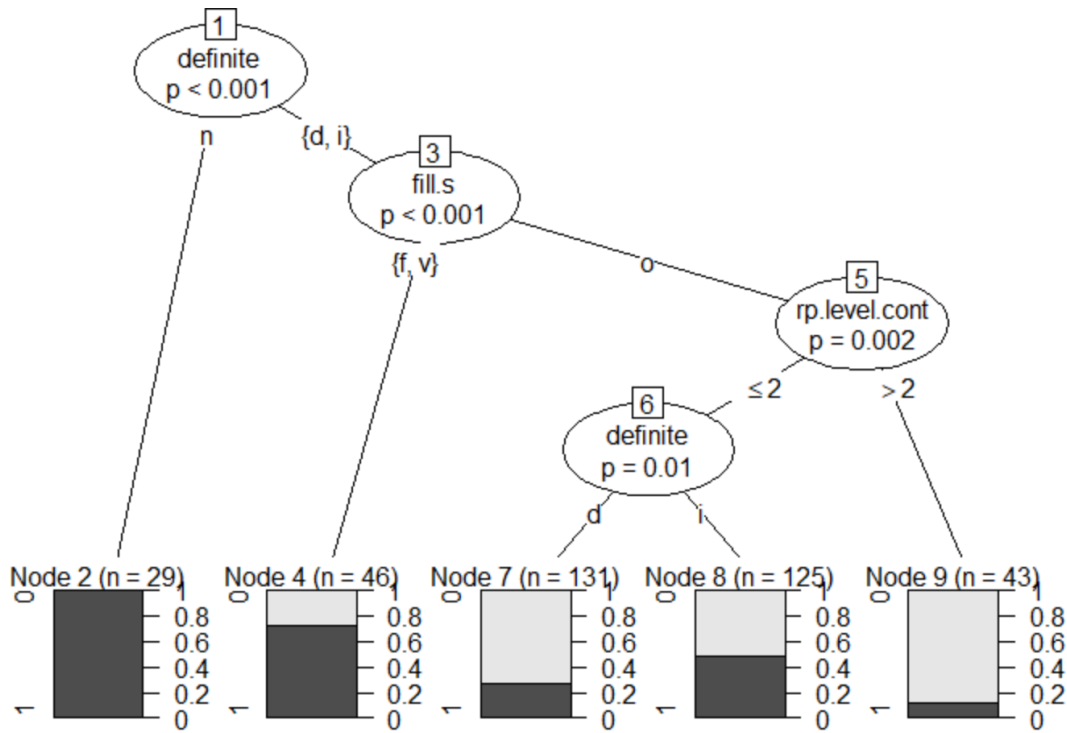 1
definite
p < 0.001
n
{d, i}
3
fill.s
p < 0.001
{f, v}
o
5
rp.level.cont
p = 0.002
≤ 2
> 2
6
definite
p = 0.01
d
i
Node 2 (n = 29)
0
1
1
0.8
0.6
0.4
0.2
0
Node 4 (n = 46)
0
1
1
0.8
0.6
0.4
0.2
0
Node 7 (n = 131)
0
1
1
0.8
0.6
0.4
0.2
0
Node 8 (n = 125)
0
1
1
0.8
0.6
0.4
0.2
0
Node 9 (n = 43)
0
1
1
0.8
0.6
0.4
0.2
0